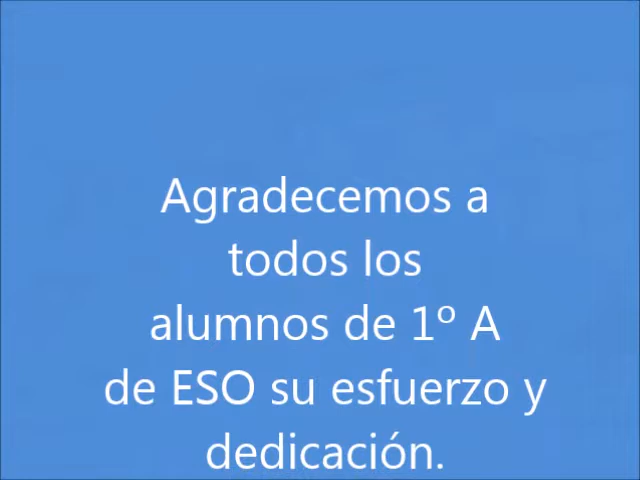 Agradecemos a
todos los
alumnos de 1º A
de ESO su esfuerzo y
dedicación.